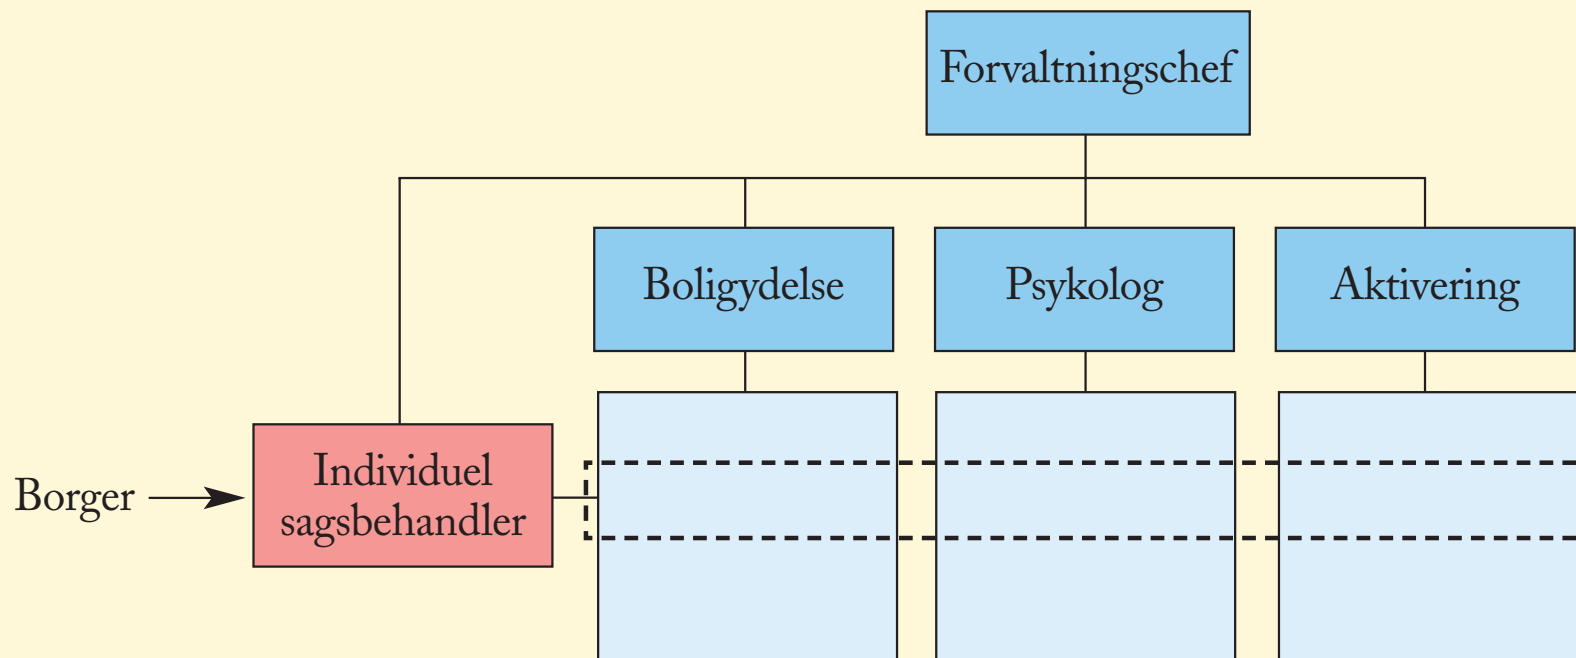 Forvaltningschef
Boligydelse
Psykolog
Aktivering
Borger
Individuel
sagsbehandler